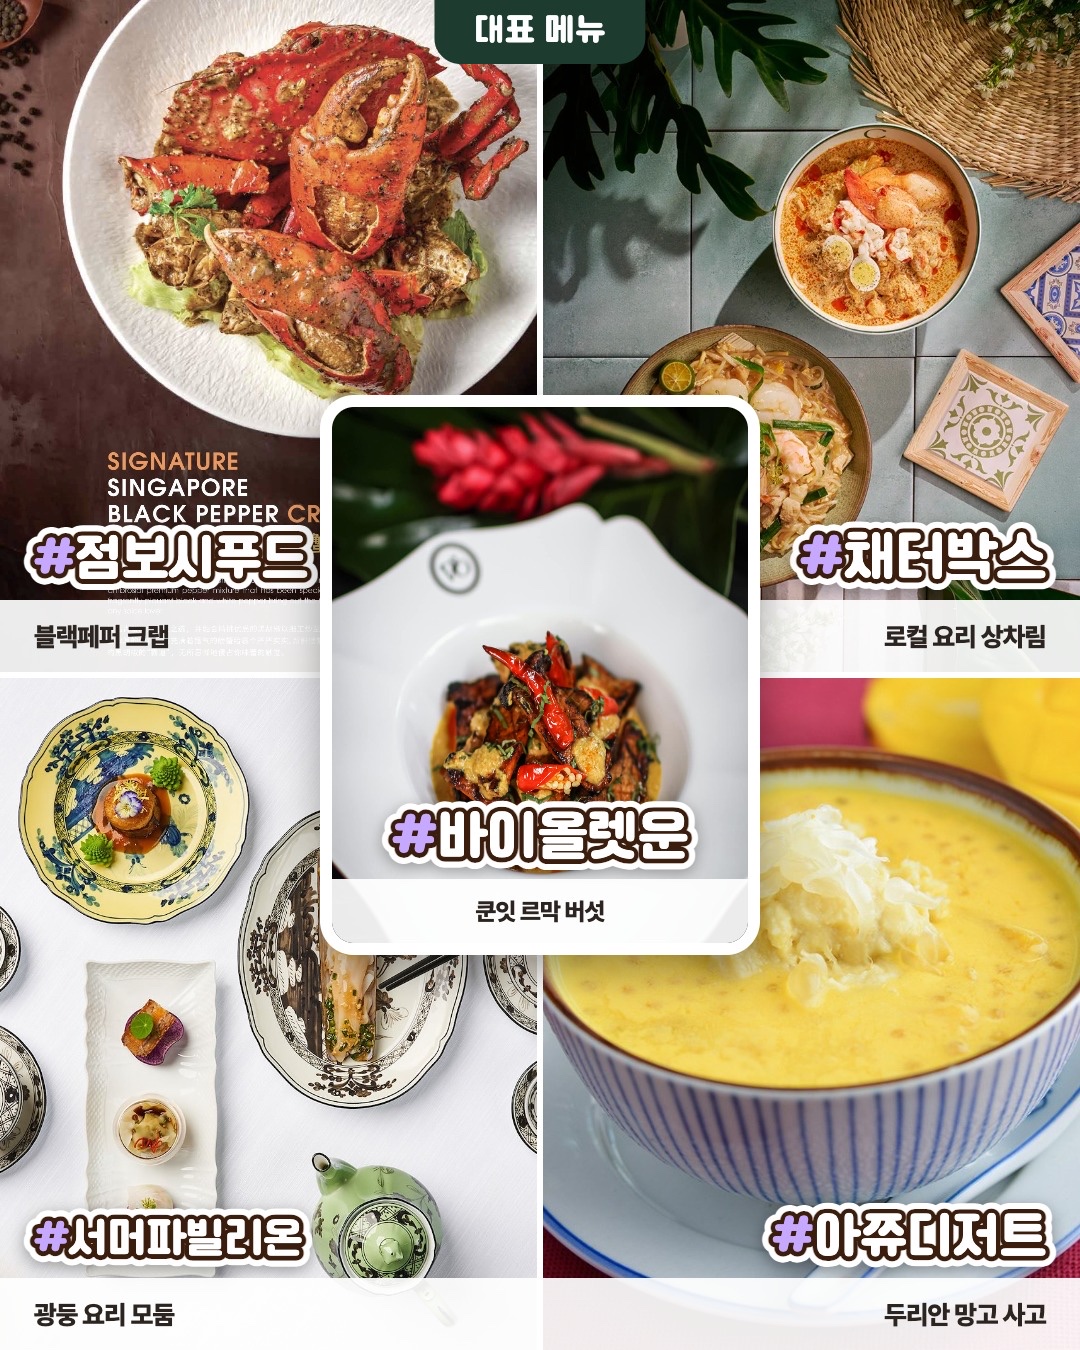 대표 메뉴
SIGNATURE
SINGAPORE
BLACK PEPPER CR
#점보시푸드
블랙페퍼 크랩
#채터박스
로컬 요리 상차림
#바이올렛운
쿤잇 르막 버섯
#서머파빌리온
광둥 요리 모둠
#아쮸디저트
두리안 망고 사고